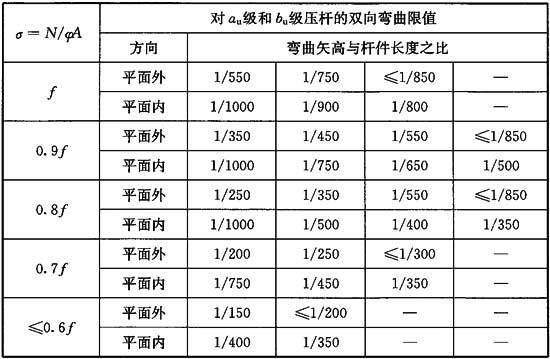 σ=N/φA 对au级和bu级压杆的双向弯曲限值
方向 弯曲矢高与杆件长度之比
f 平面外 1/550 1/750 ≤1/850 —
平面内 1/1000 1/900 1/800 —
0.9f 平面外 1/350 1/450 1/550 ≤1/850
平面内 1/1000 1/750 1/650 1/500
0.8f 平面外 1/250 1/350 1/550 ≤1/850
平面内 1/1000 1/500 1/400 1/350
0.7f 平面外 1/200 1/250 ≤1/300 —
平面内 1/750 1/450 1/350 —
≤0.6f 平面外 1/150 ≤1/200 — —
平面内 1/400 1/350 — —